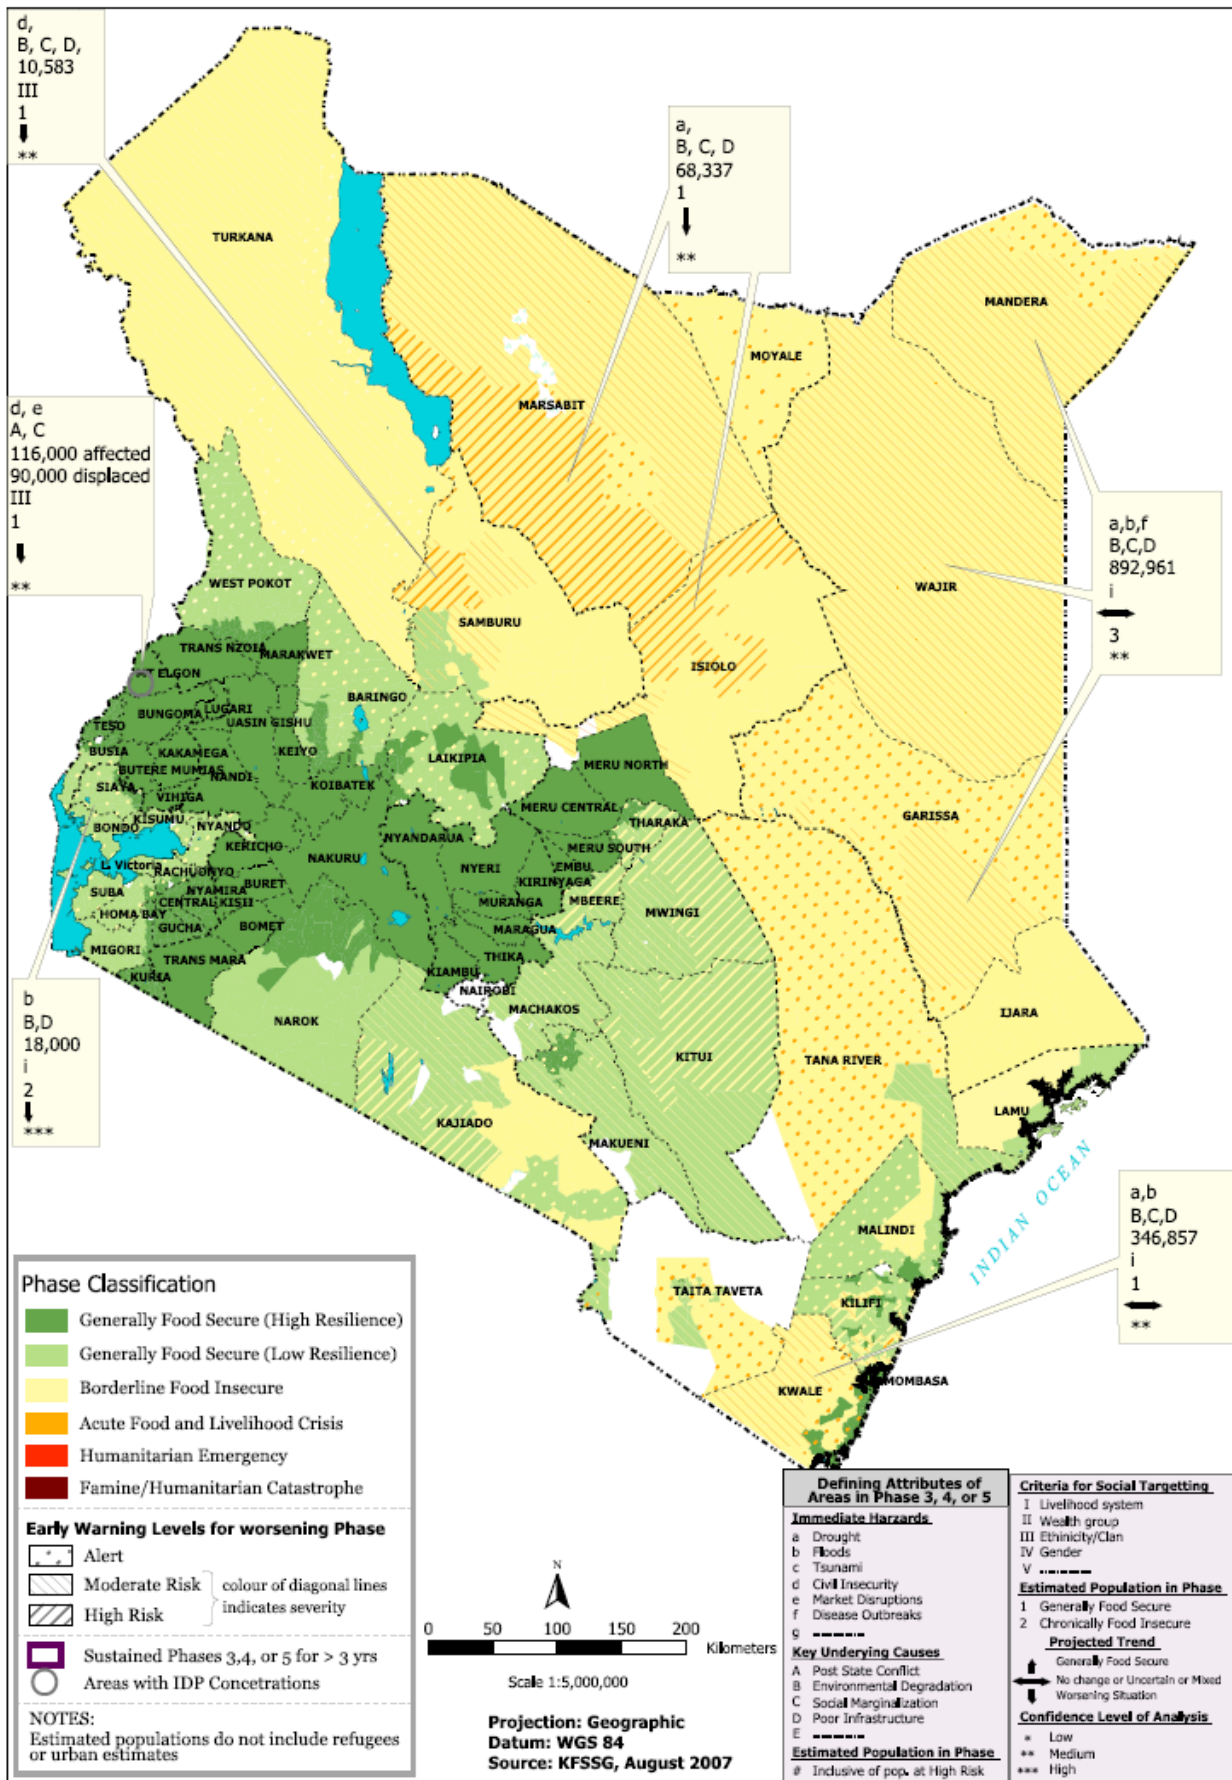 d,
B, C, D,
10,583
III
1
**
a,
B, C, D
68,337
1
**
d, e
A, C
116,000 affected
90,000 displaced
III
1
**
a,b,f
B,C,D
892,961
i
3
**
b
B,D
18,000
i
2
***
a,b
B,C,D
346,857
i
1
**
TURKANA
MANDERA
MOYALE
MARSABIT
WAJIR
WEST POKOT
SAMBURU
ISIOLO
TRANS NZOIA
MARAKWET
T ELGON
BARINGO
BUNGOMA
LUGARI
UASIN GISHU
TESO
BUSIA
KAKAMEGA
KEIYO
LAIKIPIA
MERU NORTH
BUTERE MUMIAS
NANDI
SIAYA
KOIBATEK
VIHIGA
MERU CENTRAL
GARISSA
BONDO
KISUMU
NYANDO
THARAKA
NYANDARUA
KERICHO
MERU SOUTH
L. Victoria
RACHUONYO
NAKURU
NYERI
EMBU
SUBA
NYAMIRA
BURET
KIRINYAGA
CENTRAL KISII
MURANGA
MBEERE
MWINGI
HOMA BAY
GUCHA
BOMET
MARAGUA
MIGORI
TRANS MARA
THIKA
KURIA
KIAMBU
NAIROBI
MACHAKOS
NAROK
IJARA
KITUI
TANA RIVER
LAMU
KAJIADO
MAKUENI
INDIAN OCEAN
MALINDI
TAITA TAVETA
KILIFI
KWALE
MOMBASA
Phase Classification
Generally Food Secure (High Resilience)
Generally Food Secure (Low Resilience)
Borderline Food Insecure
Acute Food and Livelihood Crisis
Humanitarian Emergency
Famine/Humanitarian Catastrophe
Early Warning Levels for worsening Phase
Alert
Moderate Risk
High Risk
colour of diagonal lines
indicates severity
Sustained Phases 3,4, or 5 for > 3 yrs
Areas with IDP Concetrations
NOTES:
Estimated populations do not include refugees
or urban estimates
N
0 50 100 150 200
Kilometers
Scale 1:5,000,000
Projection: Geographic
Datum: WGS 84
Source: KFSSG, August 2007
Defining Attributes of
Areas in Phase 3, 4, or 5
Immediate Harzards
a Drought
b Floods
c Tsunami
d Civil Insecurity
e Market Disruptions
f Disease Outbreaks
g
Key Underlying Causes
A Post State Conflict
B Environmental Degradation
C Social Marginalization
D Poor Infrastructure
E
Estimated Population in Phase
# Inclusive of pop. at High Risk
Criteria for Social Targetting
I Livelihood system
II Wealth group
III Ethinicity/Clan
IV Gender
V
Estimated Population in Phase
1 Generally Food Secure
2 Chronically Food Insecure
Projected Trend
Generally Food Secure
No change or Uncertain or Mixed
Worsening Situation
Confidence Level of Analysis
* Low
** Medium
*** High